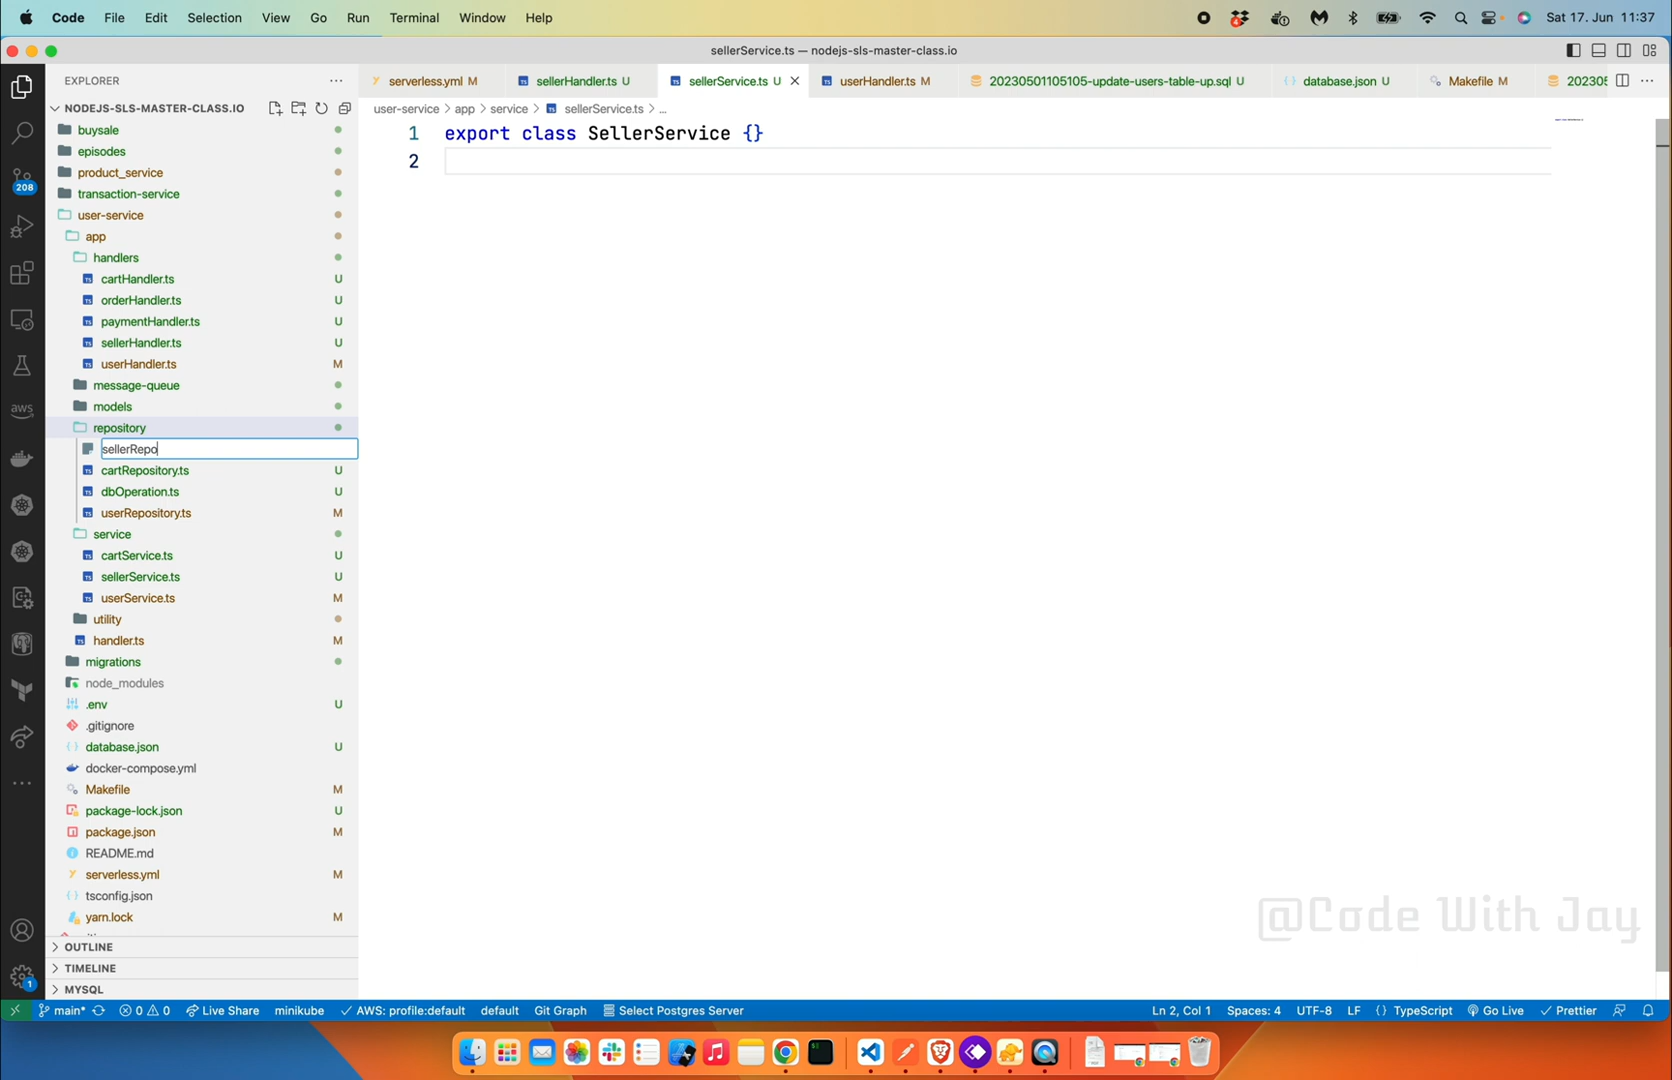 Code File Edit Selection View Go Run Terminal Window Help Sat 17. Jun 11:37
sellerService.ts — nodejs-sls-master-class.io
EXPLORER
serverless.yml M sellerHandler.ts U sellerService.ts U userHandler.ts M 20230501105105-update-users-table-up.sql U database.json U Makefile M 20230
NODEJS-SLS-MASTER-CLASS.IO
user-service > app > service > sellerService.ts > ...
1 export class SellerService {}
2
buysale
episodes
product_service
transaction-service
user-service
app
handlers
cartHandler.ts U
orderHandler.ts U
paymentHandler.ts U
sellerHandler.ts U
userHandler.ts M
message-queue
models
repository
sellerRepo
cartRepository.ts U
dbOperation.ts U
userRepository.ts M
service
cartService.ts U
sellerService.ts U
userService.ts M
utility
handler.ts M
migrations
node_modules
.env U
.gitignore
database.json U
docker-compose.yml
Makefile M
package-lock.json U
package.json M
README.md
serverless.yml M
tsconfig.json
yarn.lock M
OUTLINE
TIMELINE
MYSQL
208
aws
1
@Code With Jay
main* 0 0 Live Share minikube AWS: profile:default default Git Graph Select Postgres Server Ln 2, Col 1 Spaces: 4 UTF-8 LF {} TypeScript Go Live Prettier